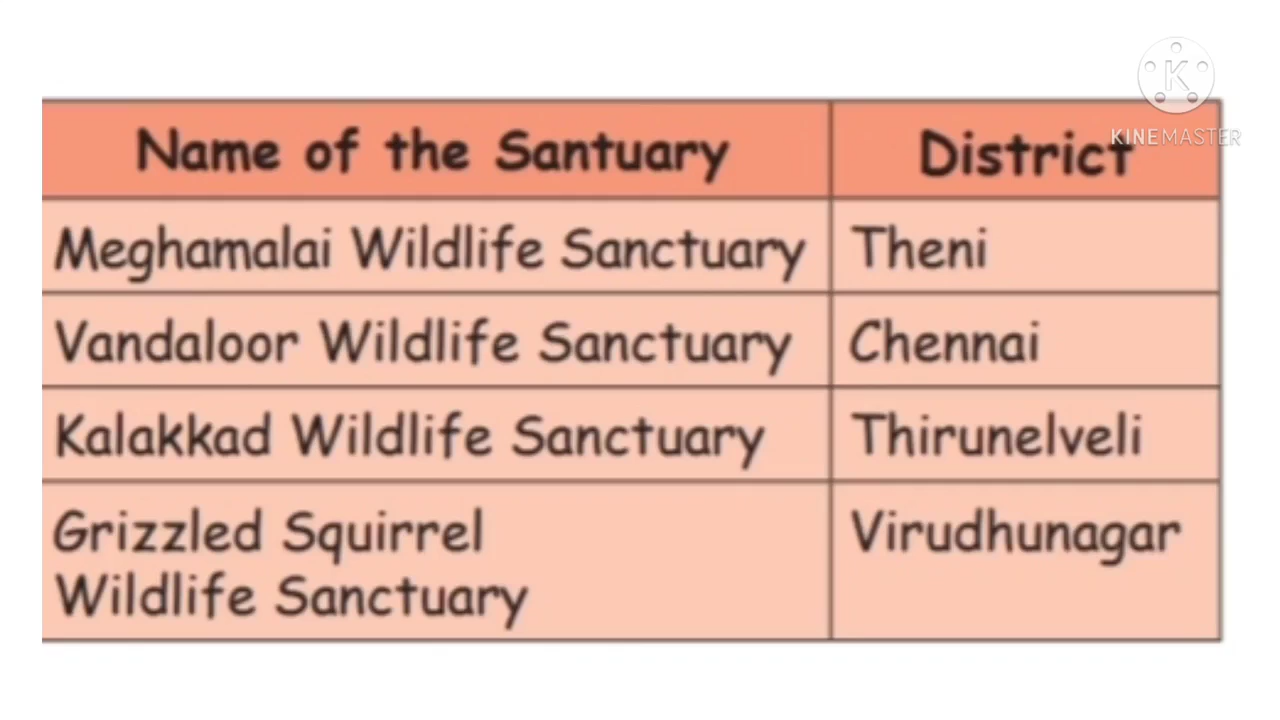 KINEMASTER
Name of the Santuary District
Meghamalai Wildlife Sanctuary Theni
Vandaloor Wildlife Sanctuary Chennai
Kalakkad Wildlife Sanctuary Thirunelveli
Grizzled Squirrel Virudhunagar
Wildlife Sanctuary